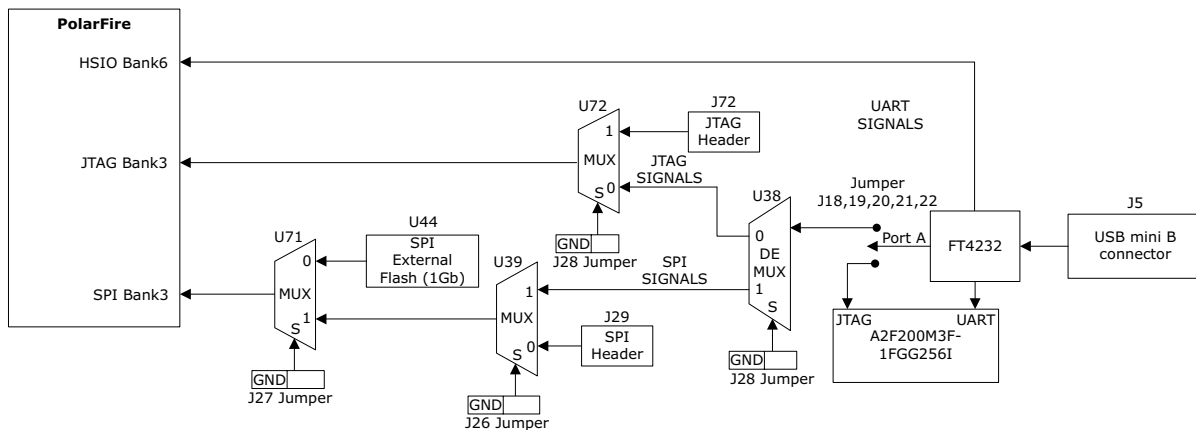 PolarFire
HSIO Bank6
JTAG Bank3
SPI Bank3
UART
SIGNALS
U72
1
MUX
0
S
J72
JTAG
Header
JTAG
SIGNALS
GND
J28 Jumper
U71
0
MUX
1
S
GND
J27 Jumper
U44
SPI
External
Flash (1Gb)
U39
1
MUX
0
S
GND
J26 Jumper
SPI
SIGNALS
J29
SPI
Header
U38
0
DE
MUX
1
S
GND
J28 Jumper
Jumper
J18,19,20,21,22
Port A
FT4232
J5
USB mini B
connector
JTAG
UART
A2F200M3F-
1FGG256I